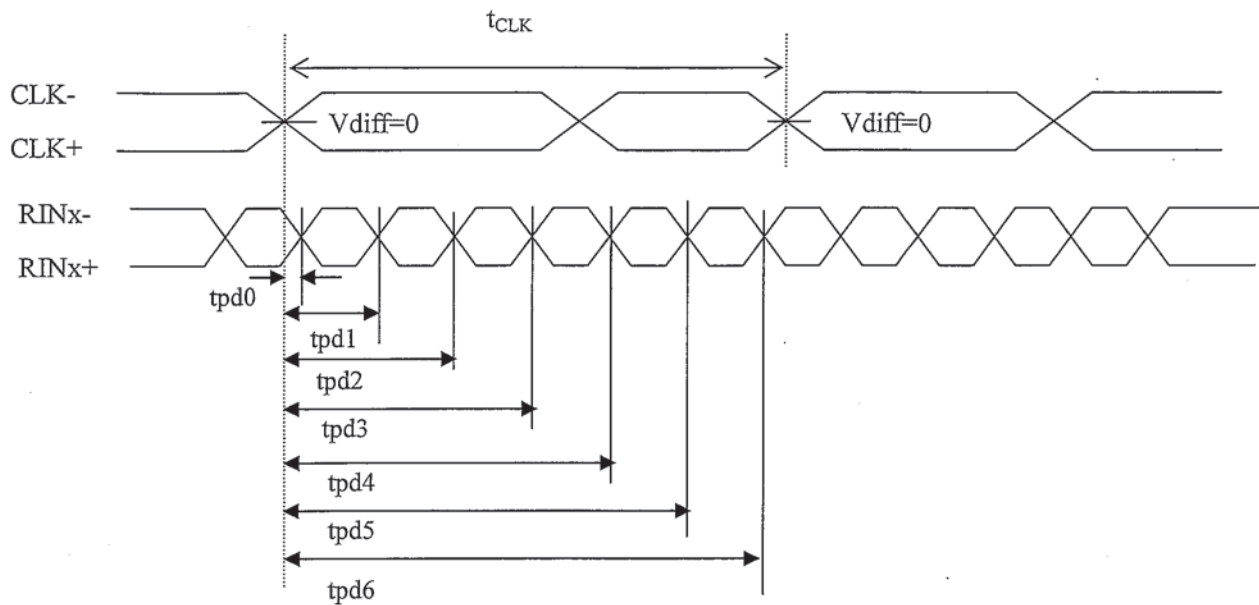 tCLK
CLK-
Vdiff=0 Vdiff=0
CLK+
RINx-
RINx+
tpd0
tpd1
tpd2
tpd3
tpd4
tpd5
tpd6